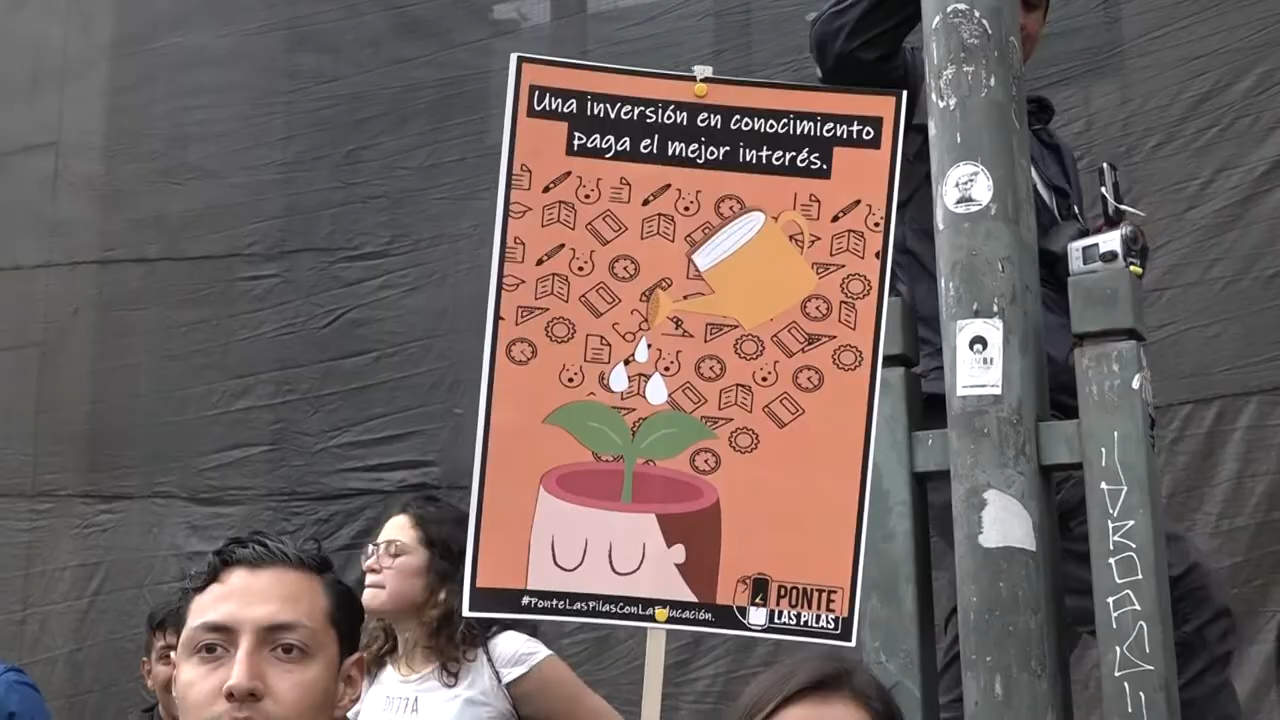 Una inversión en conocimiento
paga el mejor interés.
#PonteLasPilasConLaEducación.
PONTE
LAS PILAS